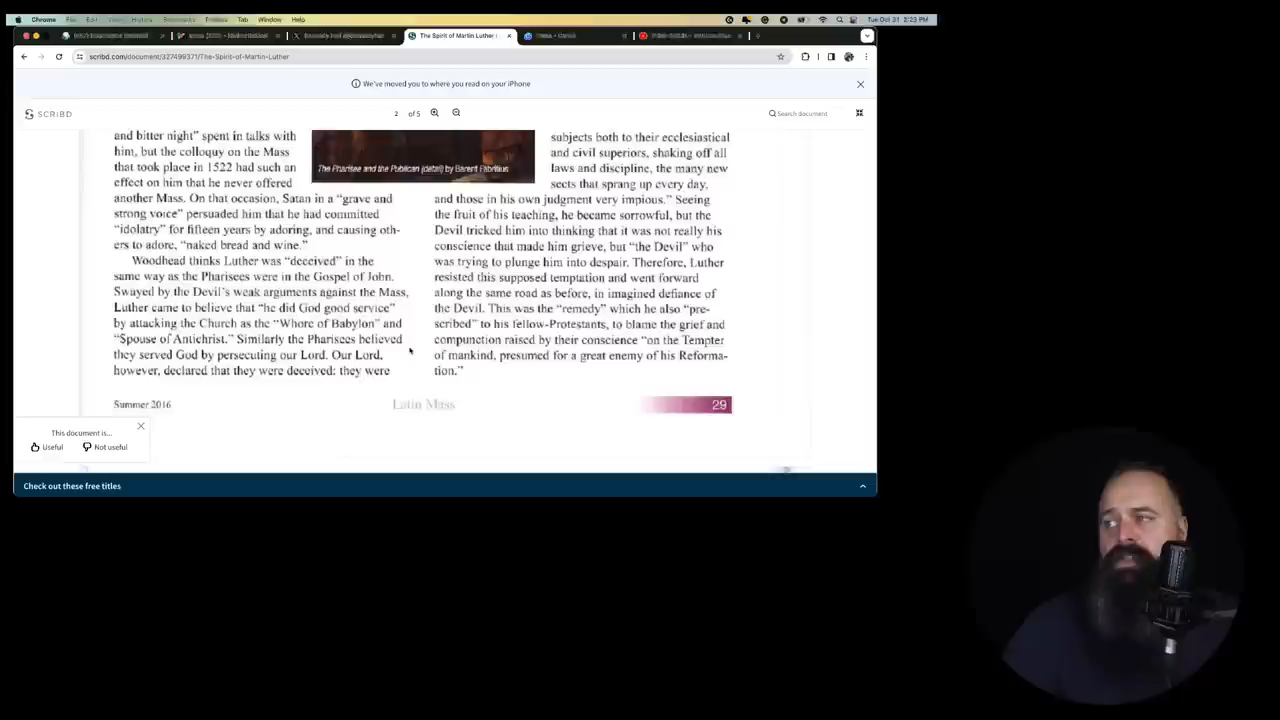 Chrome File Edit View History Bookmarks Profiles Tab Window Help
Tue Oct 31 2:23 PM
The Spirit of Martin Luther
scribd.com/document/327499371/The-Spirit-of-Martin-Luther
We've moved you to where you read on your iPhone
SCRIBD
2 of 5
Search document
and bitter night” spent in talks with
him, but the colloquy on the Mass
that took place in 1522 had such an
effect on him that he never offered
another Mass. On that occasion, Satan in a “grave and
strong voice” persuaded him that he had committed
“idolatry” for fifteen years by adoring, and causing oth-
ers to adore, “naked bread and wine.”
Woodhead thinks Luther was “deceived” in the
same way as the Pharisees were in the Gospel of John.
Swayed by the Devil’s weak arguments against the Mass,
Luther came to believe that “he did God good service”
by attacking the Church as the “Whore of Babylon” and
“Spouse of Antichrist.” Similarly the Pharisees believed
they served God by persecuting our Lord. Our Lord,
however, declared that they were deceived: they were
The Pharisee and the Publican (detail) by Barent Fabritius
subjects both to their ecclesiastical
and civil superiors, shaking off all
laws and discipline, the many new
sects that sprang up every day,
and those in his own judgment very impious.” Seeing
the fruit of his teaching, he became sorrowful, but the
Devil tricked him into thinking that it was not really his
conscience that made him grieve, but “the Devil” who
was trying to plunge him into despair. Therefore, Luther
resisted this supposed temptation and went forward
along the same road as before, in imagined defiance of
the Devil. This was the “remedy” which he also “pre-
scribed” to his fellow-Protestants, to blame the grief and
compunction raised by their conscience “on the Tempter
of mankind, presumed for a great enemy of his Reforma-
tion.”
Summer 2016
Latin Mass
29
This document is...
Useful
Not useful
Check out these free titles